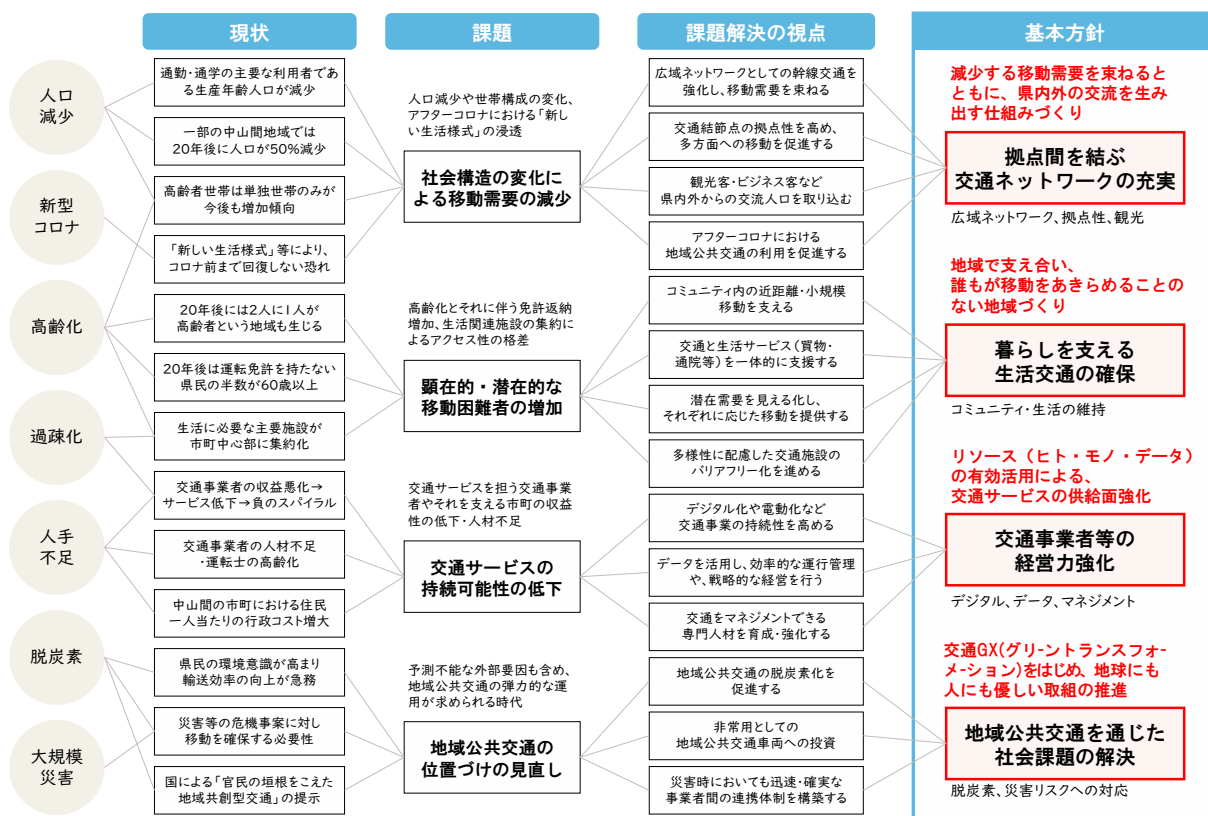 現状
課題
課題解決の視点
基本方針
人口
減少
新型
コロナ
高齢化
過疎化
人手
不足
脱炭素
大規模
災害
通勤・通学の主要な利用者であ
る生産年齢人口が減少
一部の中山間地域では
20年後に人口が50%減少
高齢者世帯は単独世帯のみが
今後も増加傾向
「新しい生活様式」等により、
コロナ前まで回復しない恐れ
20年後には2人に1人が
高齢者という地域も生じる
20年後は運転免許を持たない
県民の半数が60歳以上
生活に必要な主要施設が
市町中心部に集約化
交通事業者の収益悪化→
サービス低下→負のスパイラル
交通事業者の人材不足
・運転士の高齢化
中山間の市町における住民
一人当たりの行政コスト増大
県民の環境意識が高まり
輸送効率の向上が急務
災害等の危機事案に対し
移動を確保する必要性
国による「官民の垣根をこえた
地域共創型交通」の提示
人口減少や世帯構成の変化、
アフターコロナにおける「新し
い生活様式」の浸透
社会構造の変化に
よる移動需要の減少
高齢化とそれに伴う免許返納
増加、生活関連施設の集約に
よるアクセス性の格差
顕在的・潜在的な
移動困難者の増加
交通サービスを担う交通事業
者やそれを支える市町の収益
性の低下・人材不足
交通サービスの
持続可能性の低下
予測不能な外部要因も含め、
地域公共交通の弾力的な運
用が求められる時代
地域公共交通の
位置づけの見直し
広域ネットワークとしての幹線交通を
強化し、移動需要を束ねる
交通結節点の拠点性を高め、
多方面への移動を促進する
観光客・ビジネス客など
県内外からの交流人口を取り込む
アフターコロナにおける
地域公共交通の利用を促進する
コミュニティ内の近距離・小規模
移動を支える
交通と生活サービス(買物・
通院等)を一体的に支援する
潜在需要を見える化し、
それぞれに応じた移動を提供する
多様性に配慮した交通施設の
バリアフリー化を進める
デジタル化や電動化など
交通事業の持続性を高める
データを活用し、効率的な運行管理
や、戦略的な経営を行う
交通をマネジメントできる
専門人材を育成・強化する
地域公共交通の脱炭素化を
促進する
非常用としての
地域公共交通車両への投資
災害時においても迅速・確実な
事業者間の連携体制を構築する
減少する移動需要を束ねると
ともに、県内外の交流を生み
出す仕組みづくり
拠点間を結ぶ
交通ネットワークの充実
広域ネットワーク、拠点性、観光
地域で支え合い、
誰もが移動をあきらめることの
ない地域づくり
暮らしを支える
生活交通の確保
コミュニティ・生活の維持
リソース（ヒト・モノ・データ）
の有効活用による、
交通サービスの供給面強化
交通事業者等の
経営力強化
デジタル、データ、マネジメント
交通GX(グリーントランスフォー
メーション)をはじめ、地球にも
人にも優しい取組の推進
地域公共交通を通じた
社会課題の解決
脱炭素、災害リスクへの対応